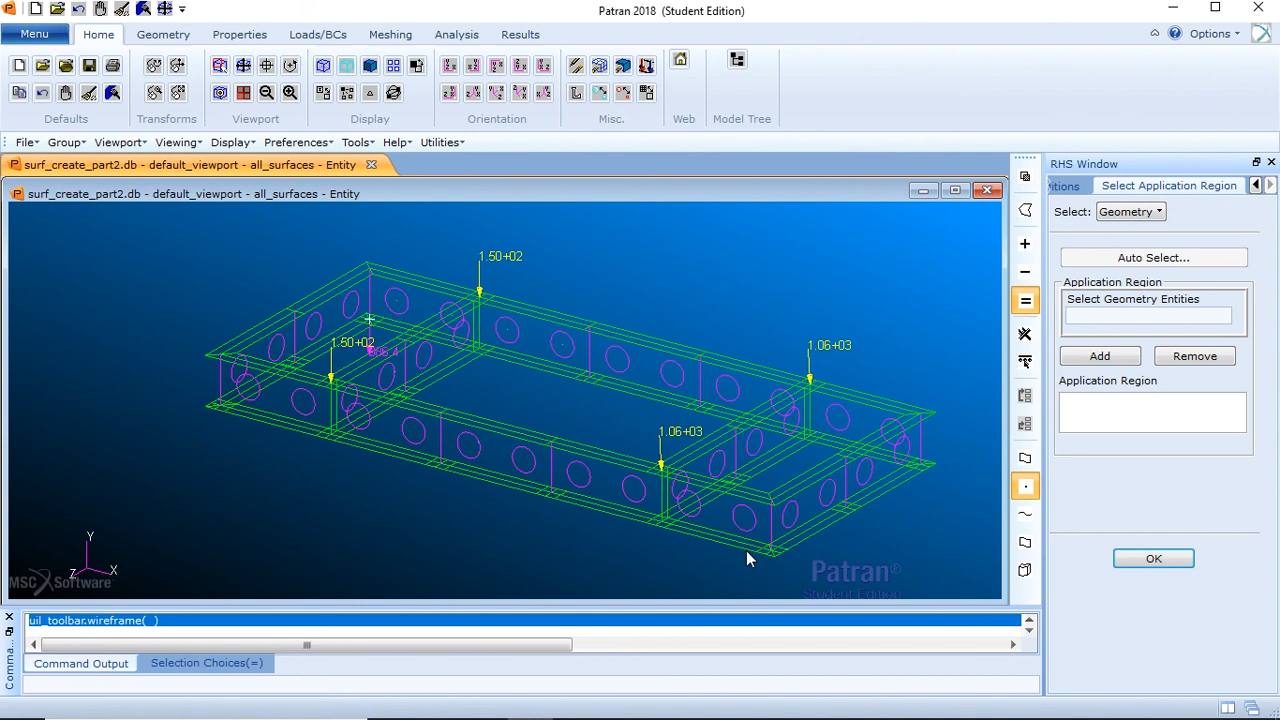 Patran 2018 (Student Edition)
Menu Home Geometry Properties Loads/BCs Meshing Analysis Results Options
Defaults Transforms Viewport Display Orientation Misc. Web Model Tree
File Group Viewport Viewing Display Preferences Tools Help Utilities
surf_create_part2.db - default_viewport - all_surfaces - Entity
surf_create_part2.db - default_viewport - all_surfaces - Entity
1.50+02
1.50+02
1.06+03
1.06+03
Y
X
Z
MSC Software
Patran®
Student Edition
RHS Window
itions Select Application Region
Select: Geometry
Auto Select...
Application Region
Select Geometry Entities
Add Remove
Application Region
OK
uil_toolbar.wireframe( )
Comma...
Command Output Selection Choices(=)